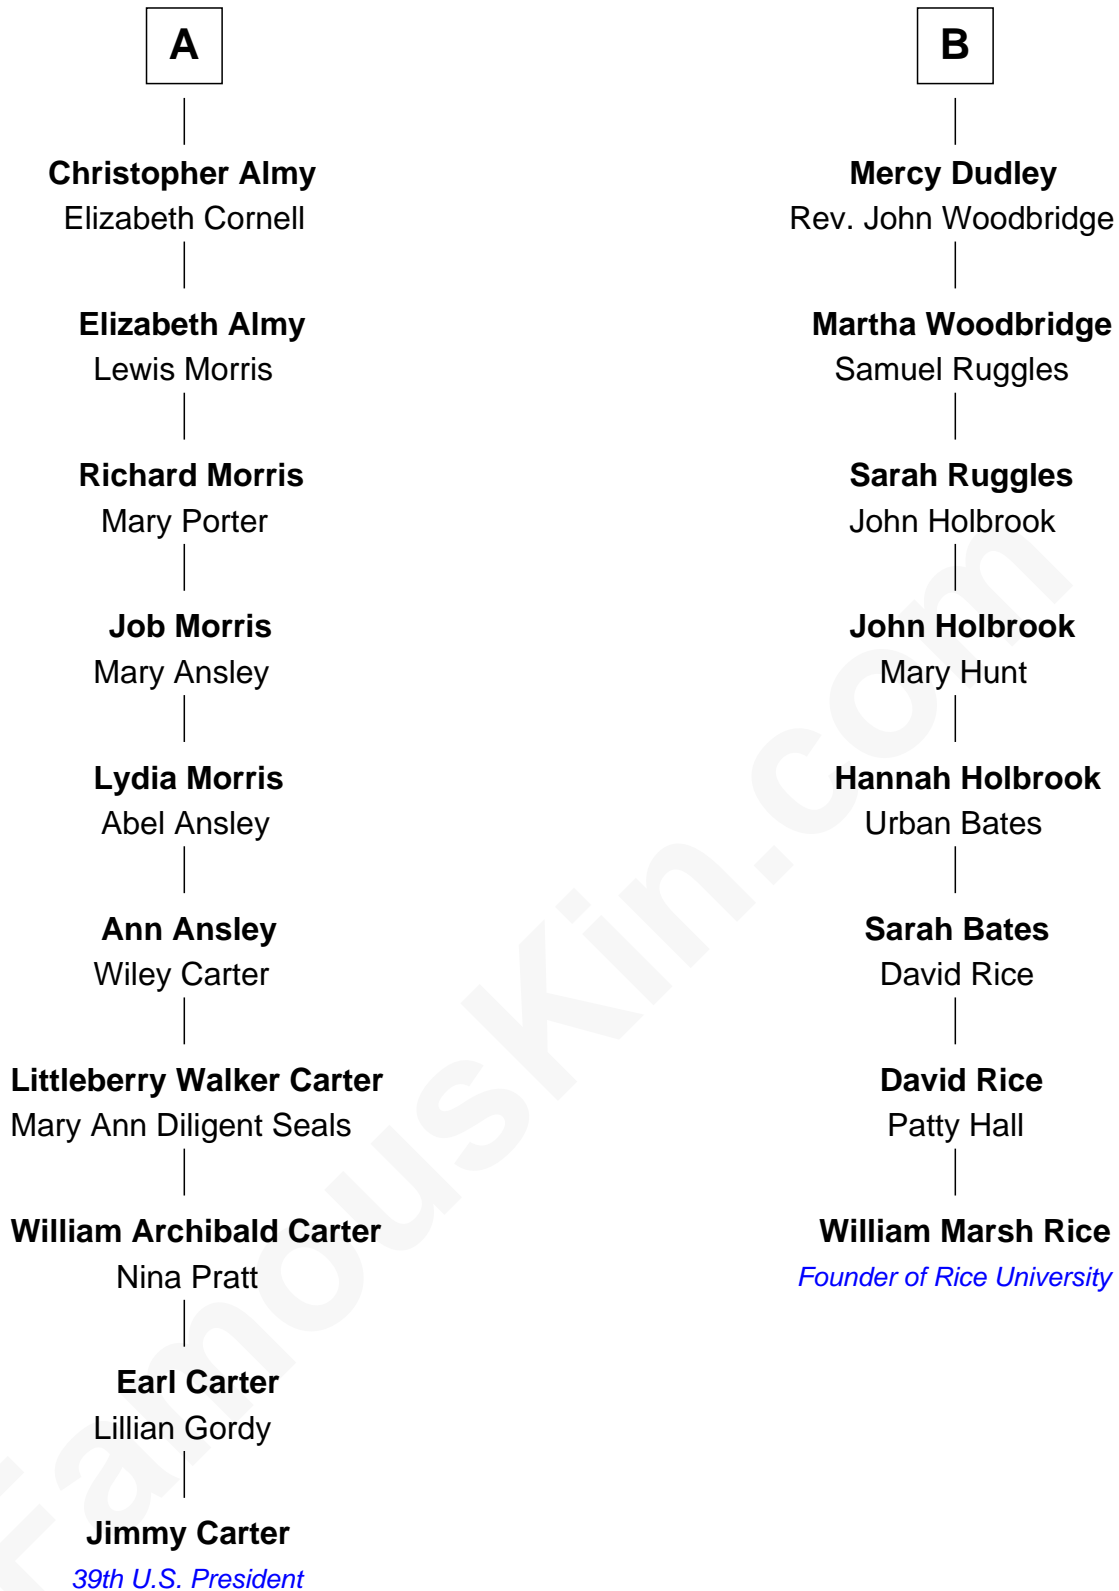 A
Christopher Almy
Elizabeth Cornell
Elizabeth Almy
Lewis Morris
Richard Morris
Mary Porter
Job Morris
Mary Ansley
Lydia Morris
Abel Ansley
Ann Ansley
Wiley Carter
Littleberry Walker Carter
Mary Ann Diligent Seals
William Archibald Carter
Nina Pratt
Earl Carter
Lillian Gordy
Jimmy Carter
39th U.S. President
B
Mercy Dudley
Rev. John Woodbridge
Martha Woodbridge
Samuel Ruggles
Sarah Ruggles
John Holbrook
John Holbrook
Mary Hunt
Hannah Holbrook
Urban Bates
Sarah Bates
David Rice
David Rice
Patty Hall
William Marsh Rice
Founder of Rice University
FamousKin.com